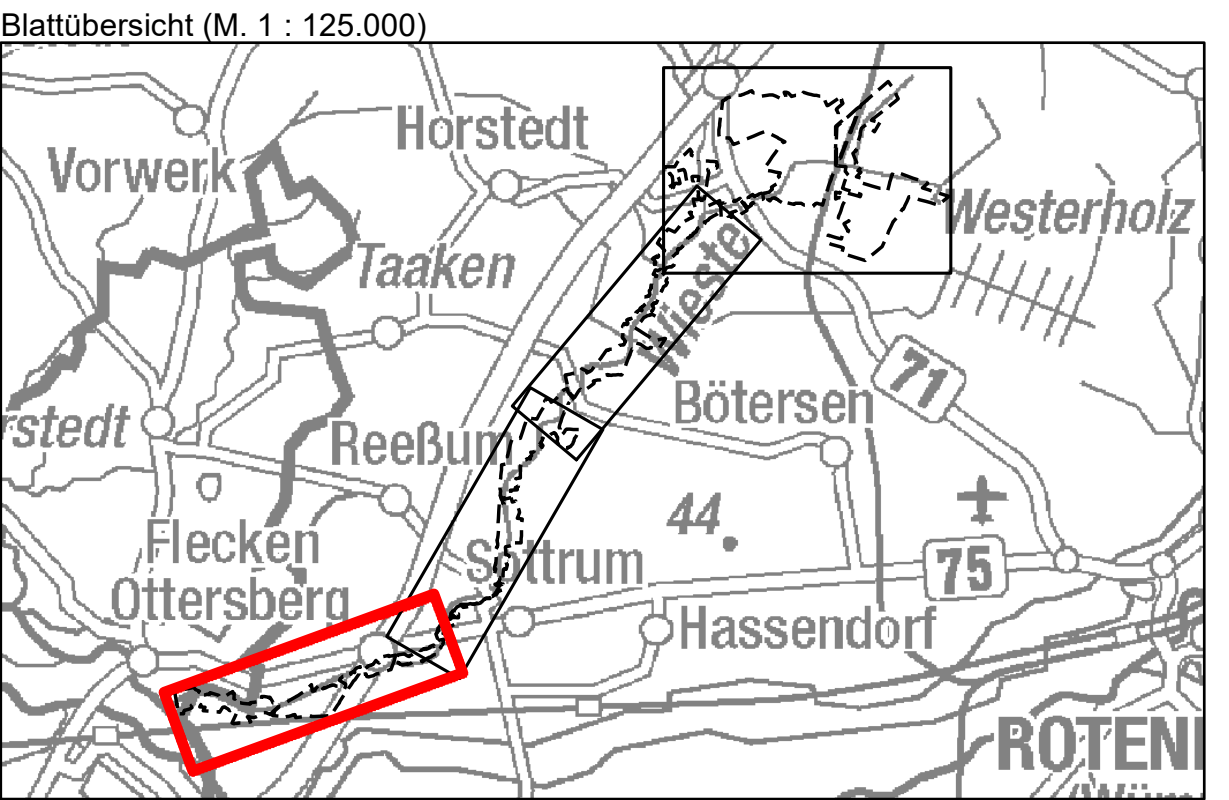 Blattübersicht (M. 1 : 125.000)
Horstedt
Vorwerk
Westerholz
Taaken
Wieste
71
Bötersen
rstedt
Reeßum
44
Flecken
Ottersberg
Sottrum
75
Hassendorf
ROTEN